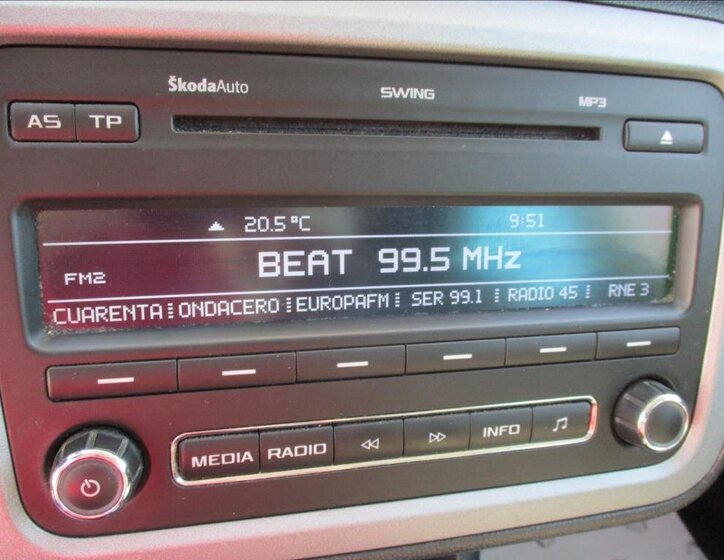 ŠkodaAuto SWING MP3
AS TP
20.5°C 9:51
FM2 BEAT 99.5 MHz
CUARENTA ONDACERO EUROPAFM SER 99.1 RADIO 45 RNE 3
MEDIA RADIO INFO